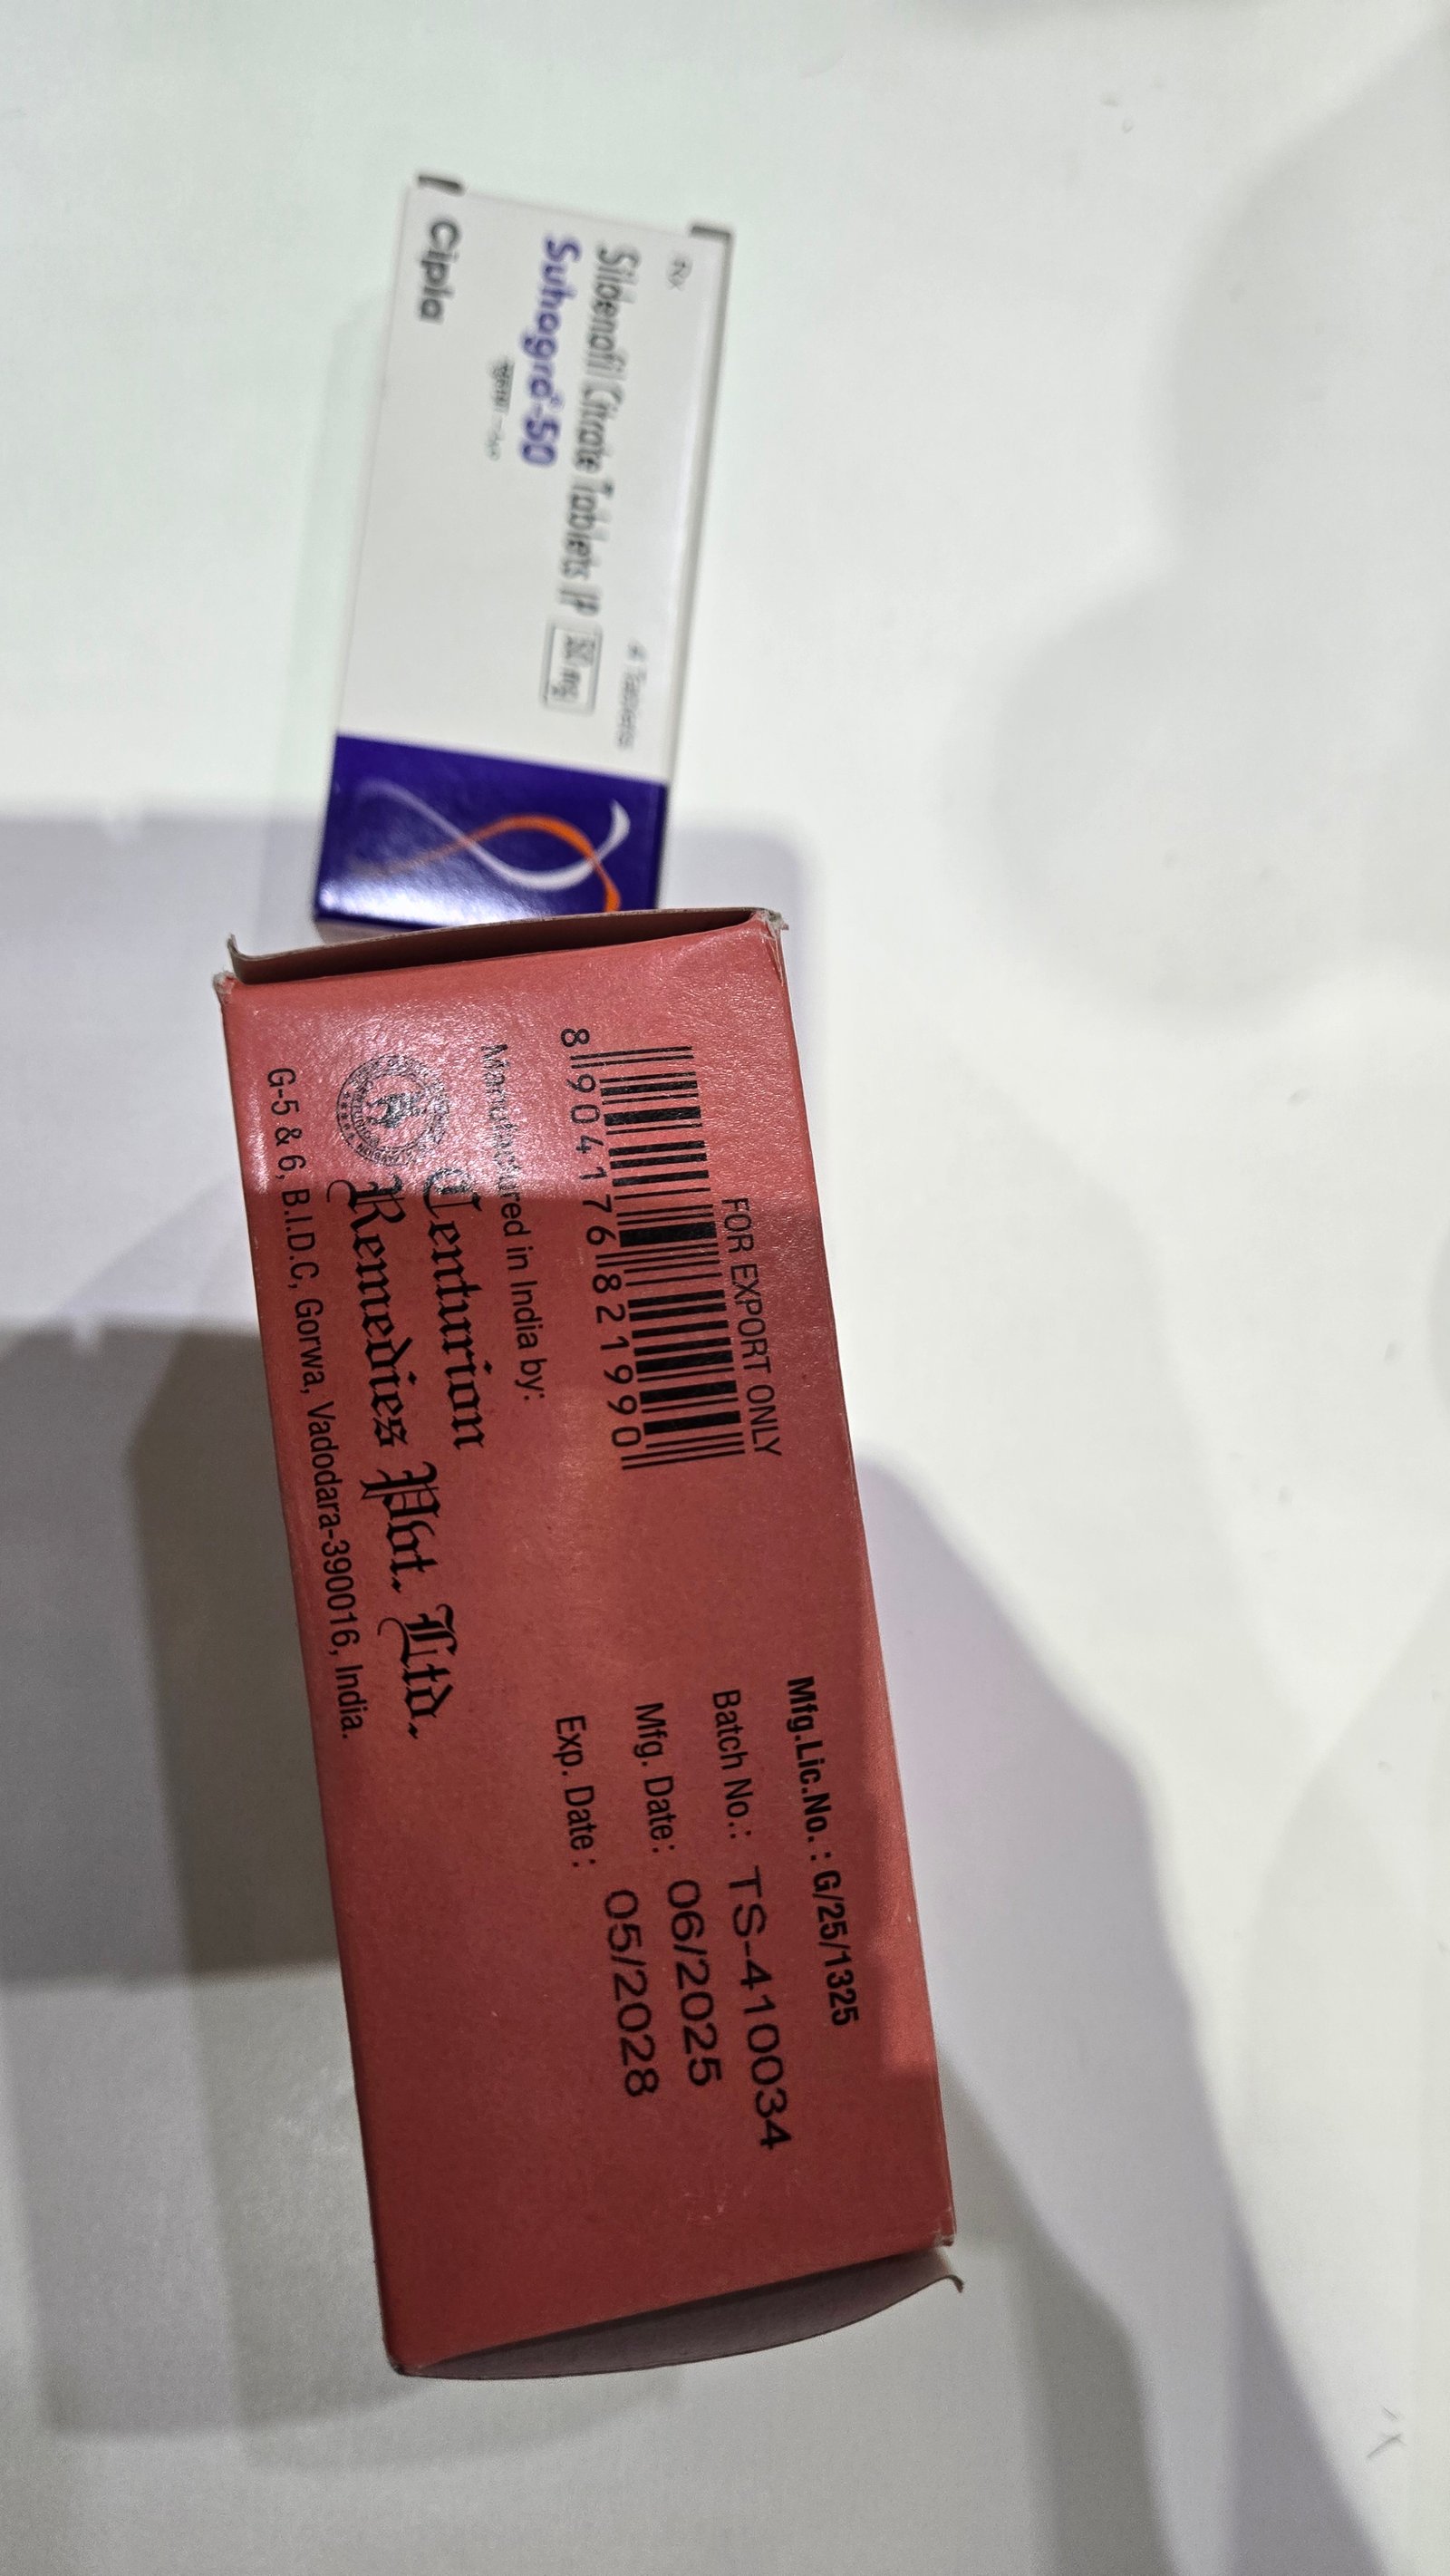 Rx
4 Tablets
Sildenafil Citrate Tablets IP 50 mg
Suhagra®-50
सुहागरा -५०
Cipla
FOR EXPORT ONLY
8 904176 821990
Manufactured in India by:
Centurion
Remedies Pvt. Ltd.
G-5 & 6, B.I.D.C, Gorwa, Vadodara-390016, India.
Mfg.Lic.No. : G/25/1325
Batch No.: TS-410034
Mfg. Date: 06/2025
Exp. Date: 05/2028